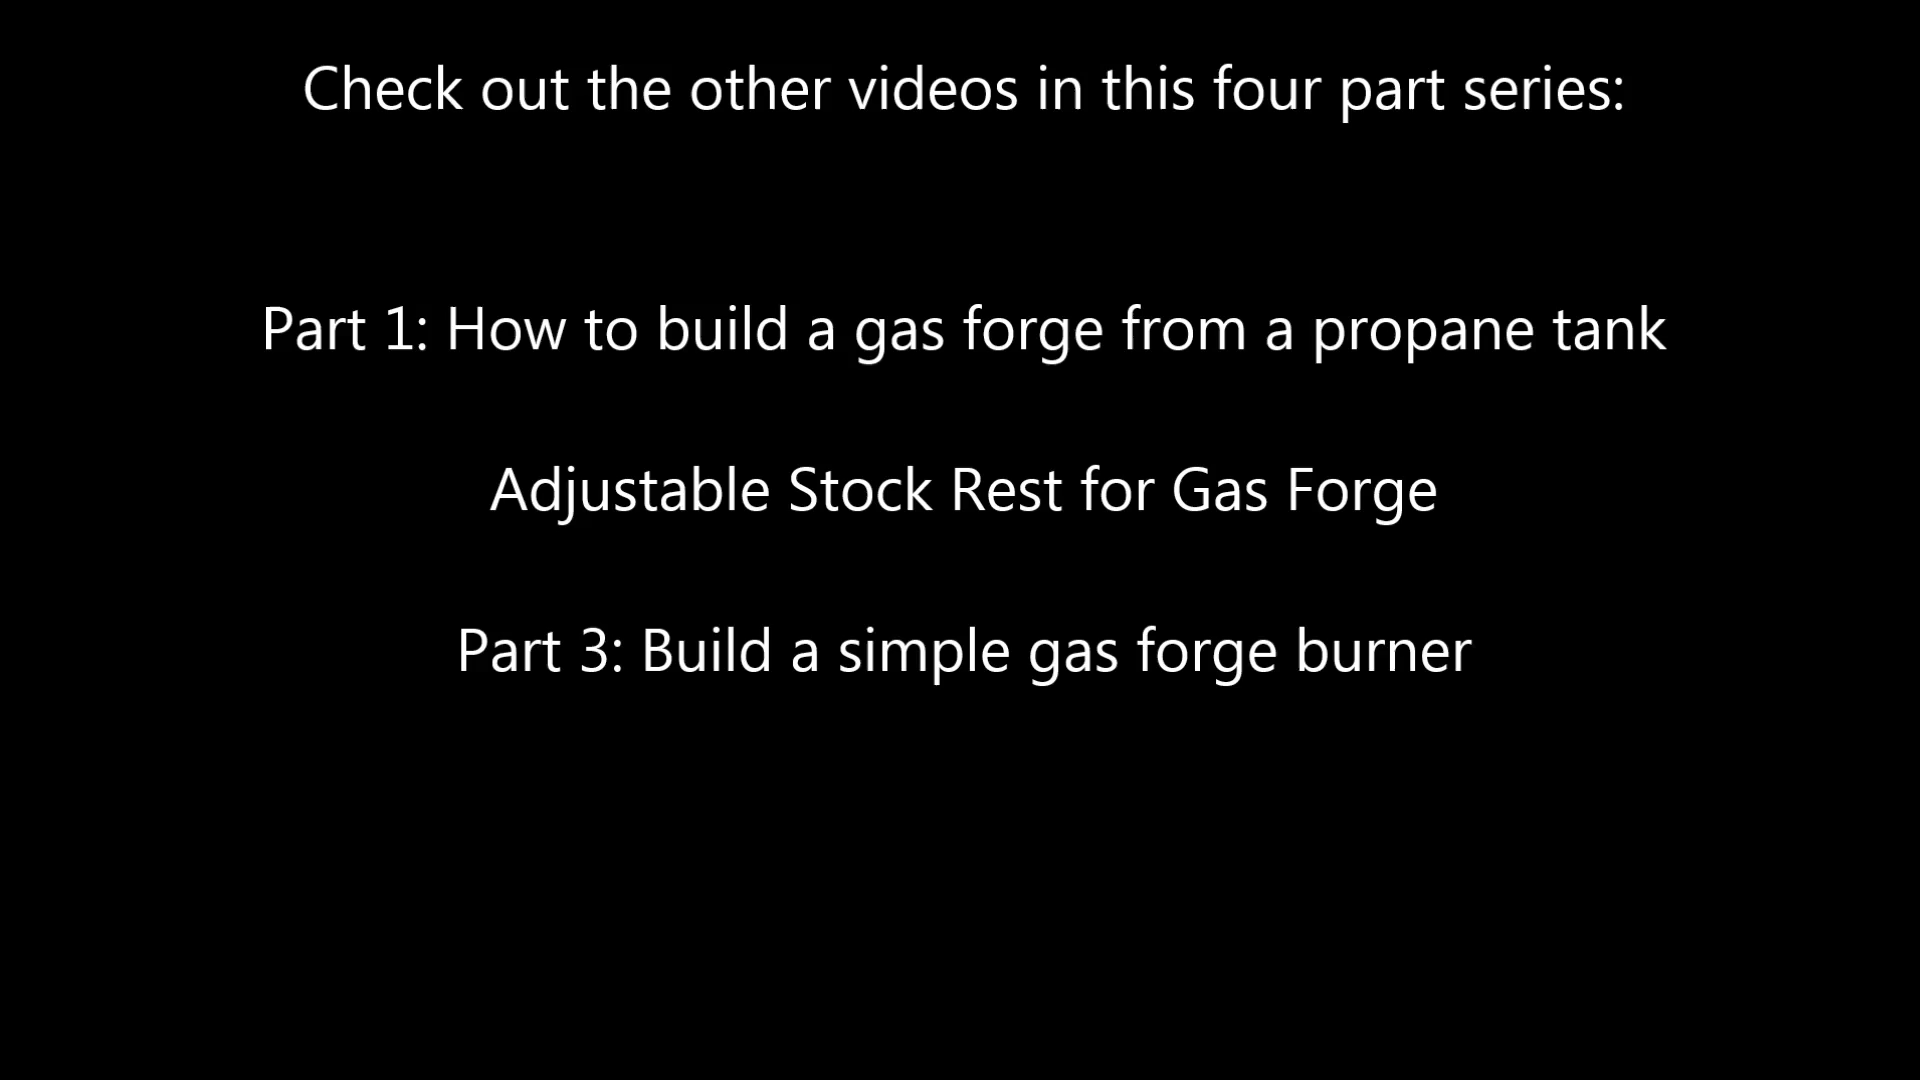 Check out the other videos in this four part series:
Part 1: How to build a gas forge from a propane tank
Adjustable Stock Rest for Gas Forge
Part 3: Build a simple gas forge burner